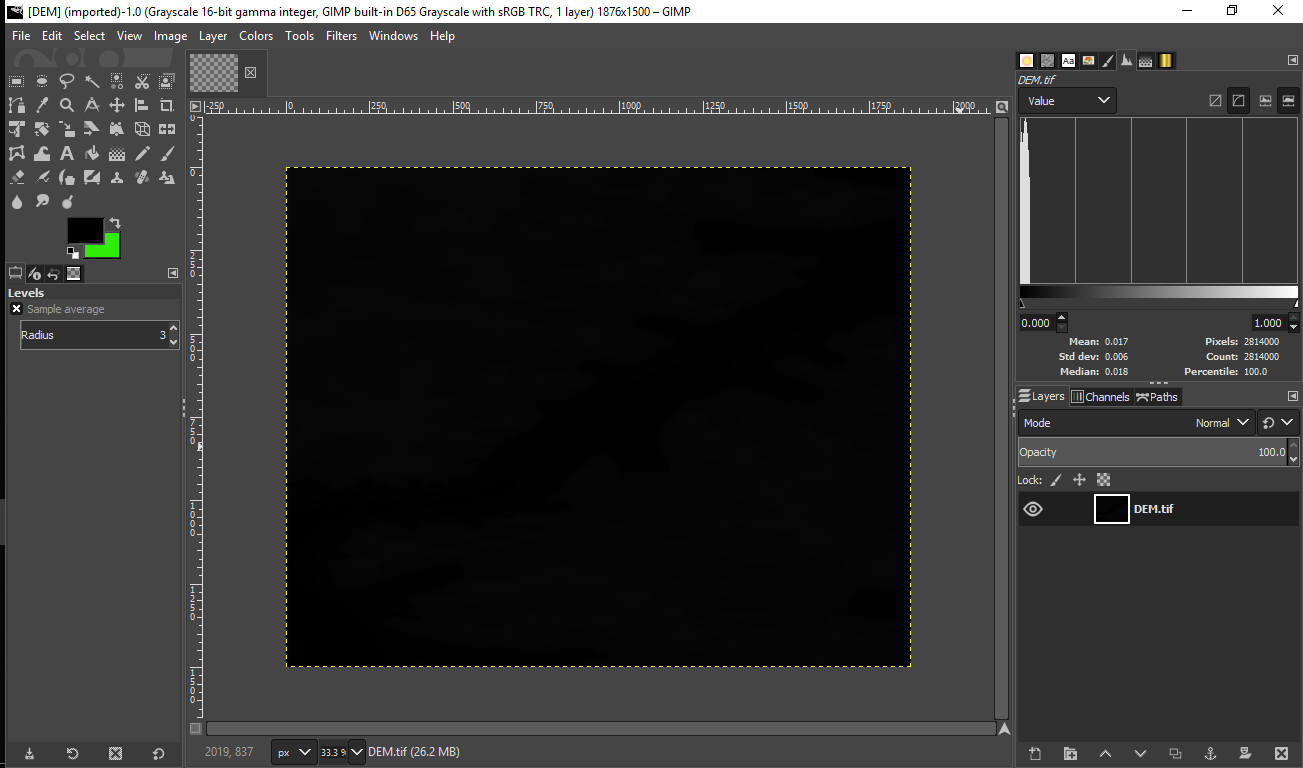 [DEM] (imported)-1.0 (Grayscale 16-bit gamma integer, GIMP built-in D65 Grayscale with sRGB TRC, 1 layer) 1876x1500 – GIMP
File Edit Select View Image Layer Colors Tools Filters Windows Help
Levels
Sample average
Radius 3
-250 0 250 500 750 1000 1250 1500 1750 2000
0
0
250
500
750
1000
1250
1500
2019, 837 px 33.3 % DEM.tif (26.2 MB)
Aa
DEM.tif
Value
0.000 1.000
Mean: 0.017 Pixels: 2814000
Std dev: 0.006 Count: 2814000
Median: 0.018 Percentile: 100.0
Layers Channels Paths
Mode Normal
Opacity 100.0
Lock:
DEM.tif